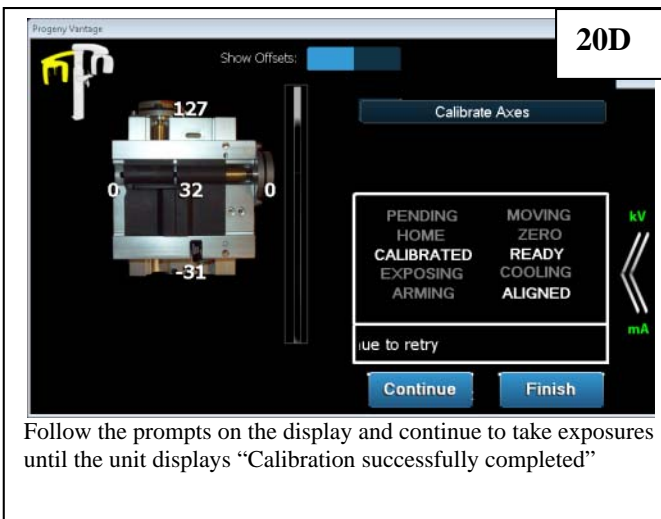 Progeny Vantage
20D
Show Offsets:
Calibrate Axes
127
0 32 0
-31
PENDING MOVING
HOME ZERO
CALIBRATED READY
EXPOSING COOLING
ARMING ALIGNED
kV
mA
ue to retry
Continue Finish
Follow the prompts on the display and continue to take exposures
until the unit displays “Calibration successfully completed”